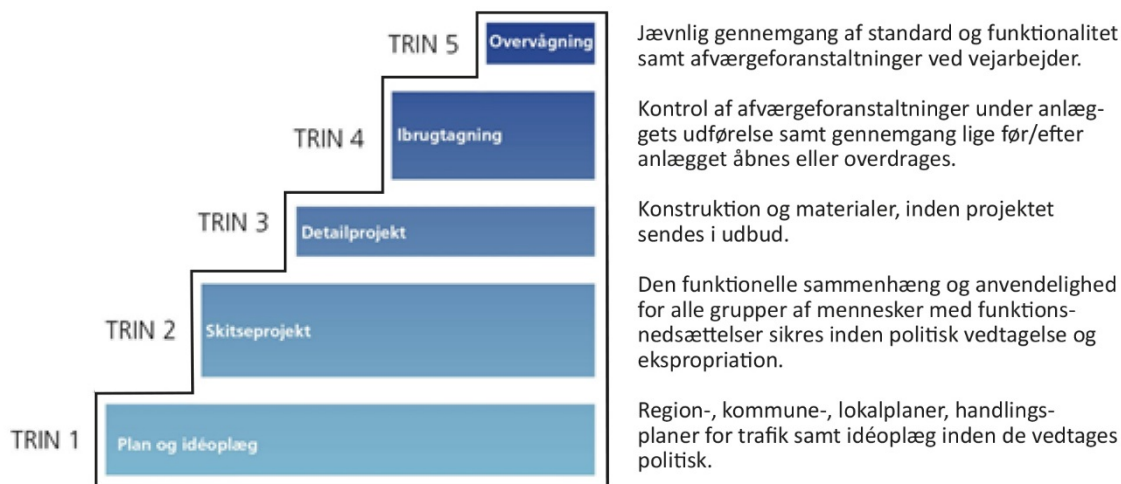 TRIN 5
Overvågning
Jævnlig gennemgang af standard og funktionalitet
samt afværgeforanstaltninger ved vejarbejder.
TRIN 4
Ibrugtagning
Kontrol af afværgeforanstaltninger under anlæg-
gets udførelse samt gennemgang lige før/efter
anlægget åbnes eller overdrages.
TRIN 3
Detailprojekt
Konstruktion og materialer, inden projektet
sendes i udbud.
TRIN 2
Skitseprojekt
Den funktionelle sammenhæng og anvendelighed
for alle grupper af mennesker med funktions-
nedsættelser sikres inden politisk vedtagelse og
ekspropriation.
TRIN 1
Plan og idéoplæg
Region-, kommune-, lokalplaner, handlings-
planer for trafik samt idéoplæg inden de vedtages
politisk.